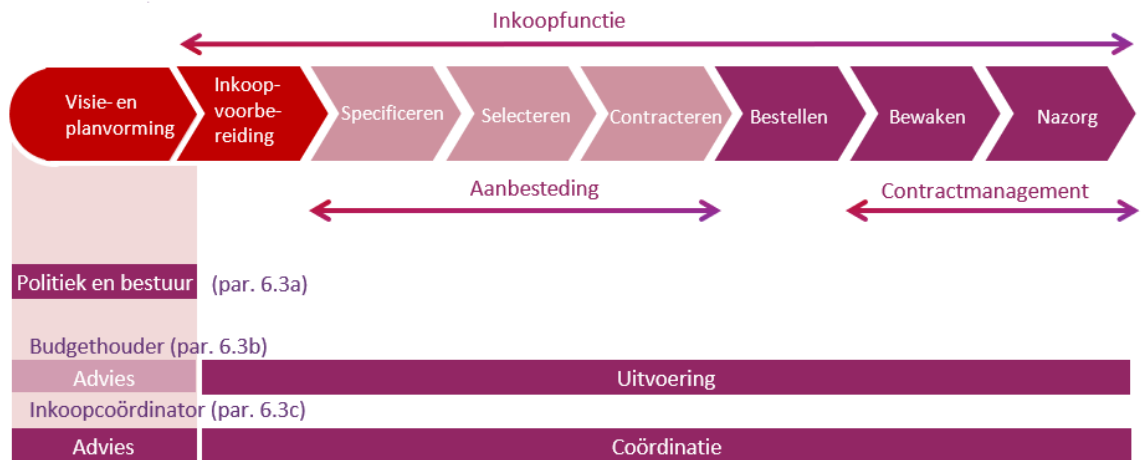 Inkoopfunctie
Visie- en
planvorming
Inkoop-
voorbe-
reiding
Specificeren
Selecteren
Contracteren
Bestellen
Bewaken
Nazorg
Aanbesteding
Contractmanagement
Politiek en bestuur (par. 6.3a)
Budgethouder (par. 6.3b)
Advies
Uitvoering
Inkoopcoördinator (par. 6.3c)
Advies
Coördinatie